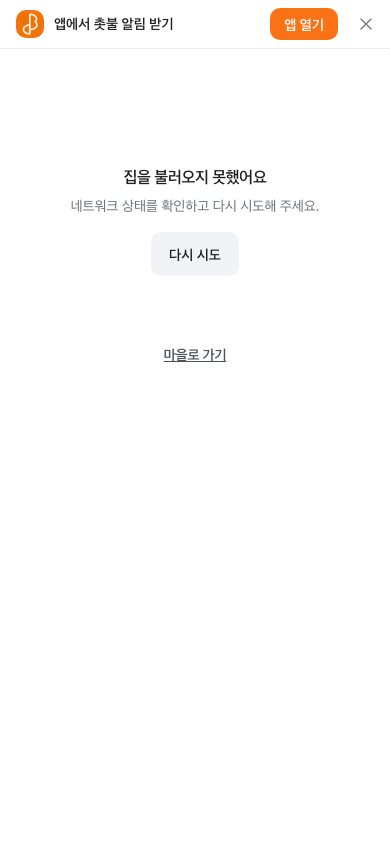 앱에서 촛불 알림 받기
앱 열기
집을 불러오지 못했어요
네트워크 상태를 확인하고 다시 시도해 주세요.
다시 시도
마을로 가기